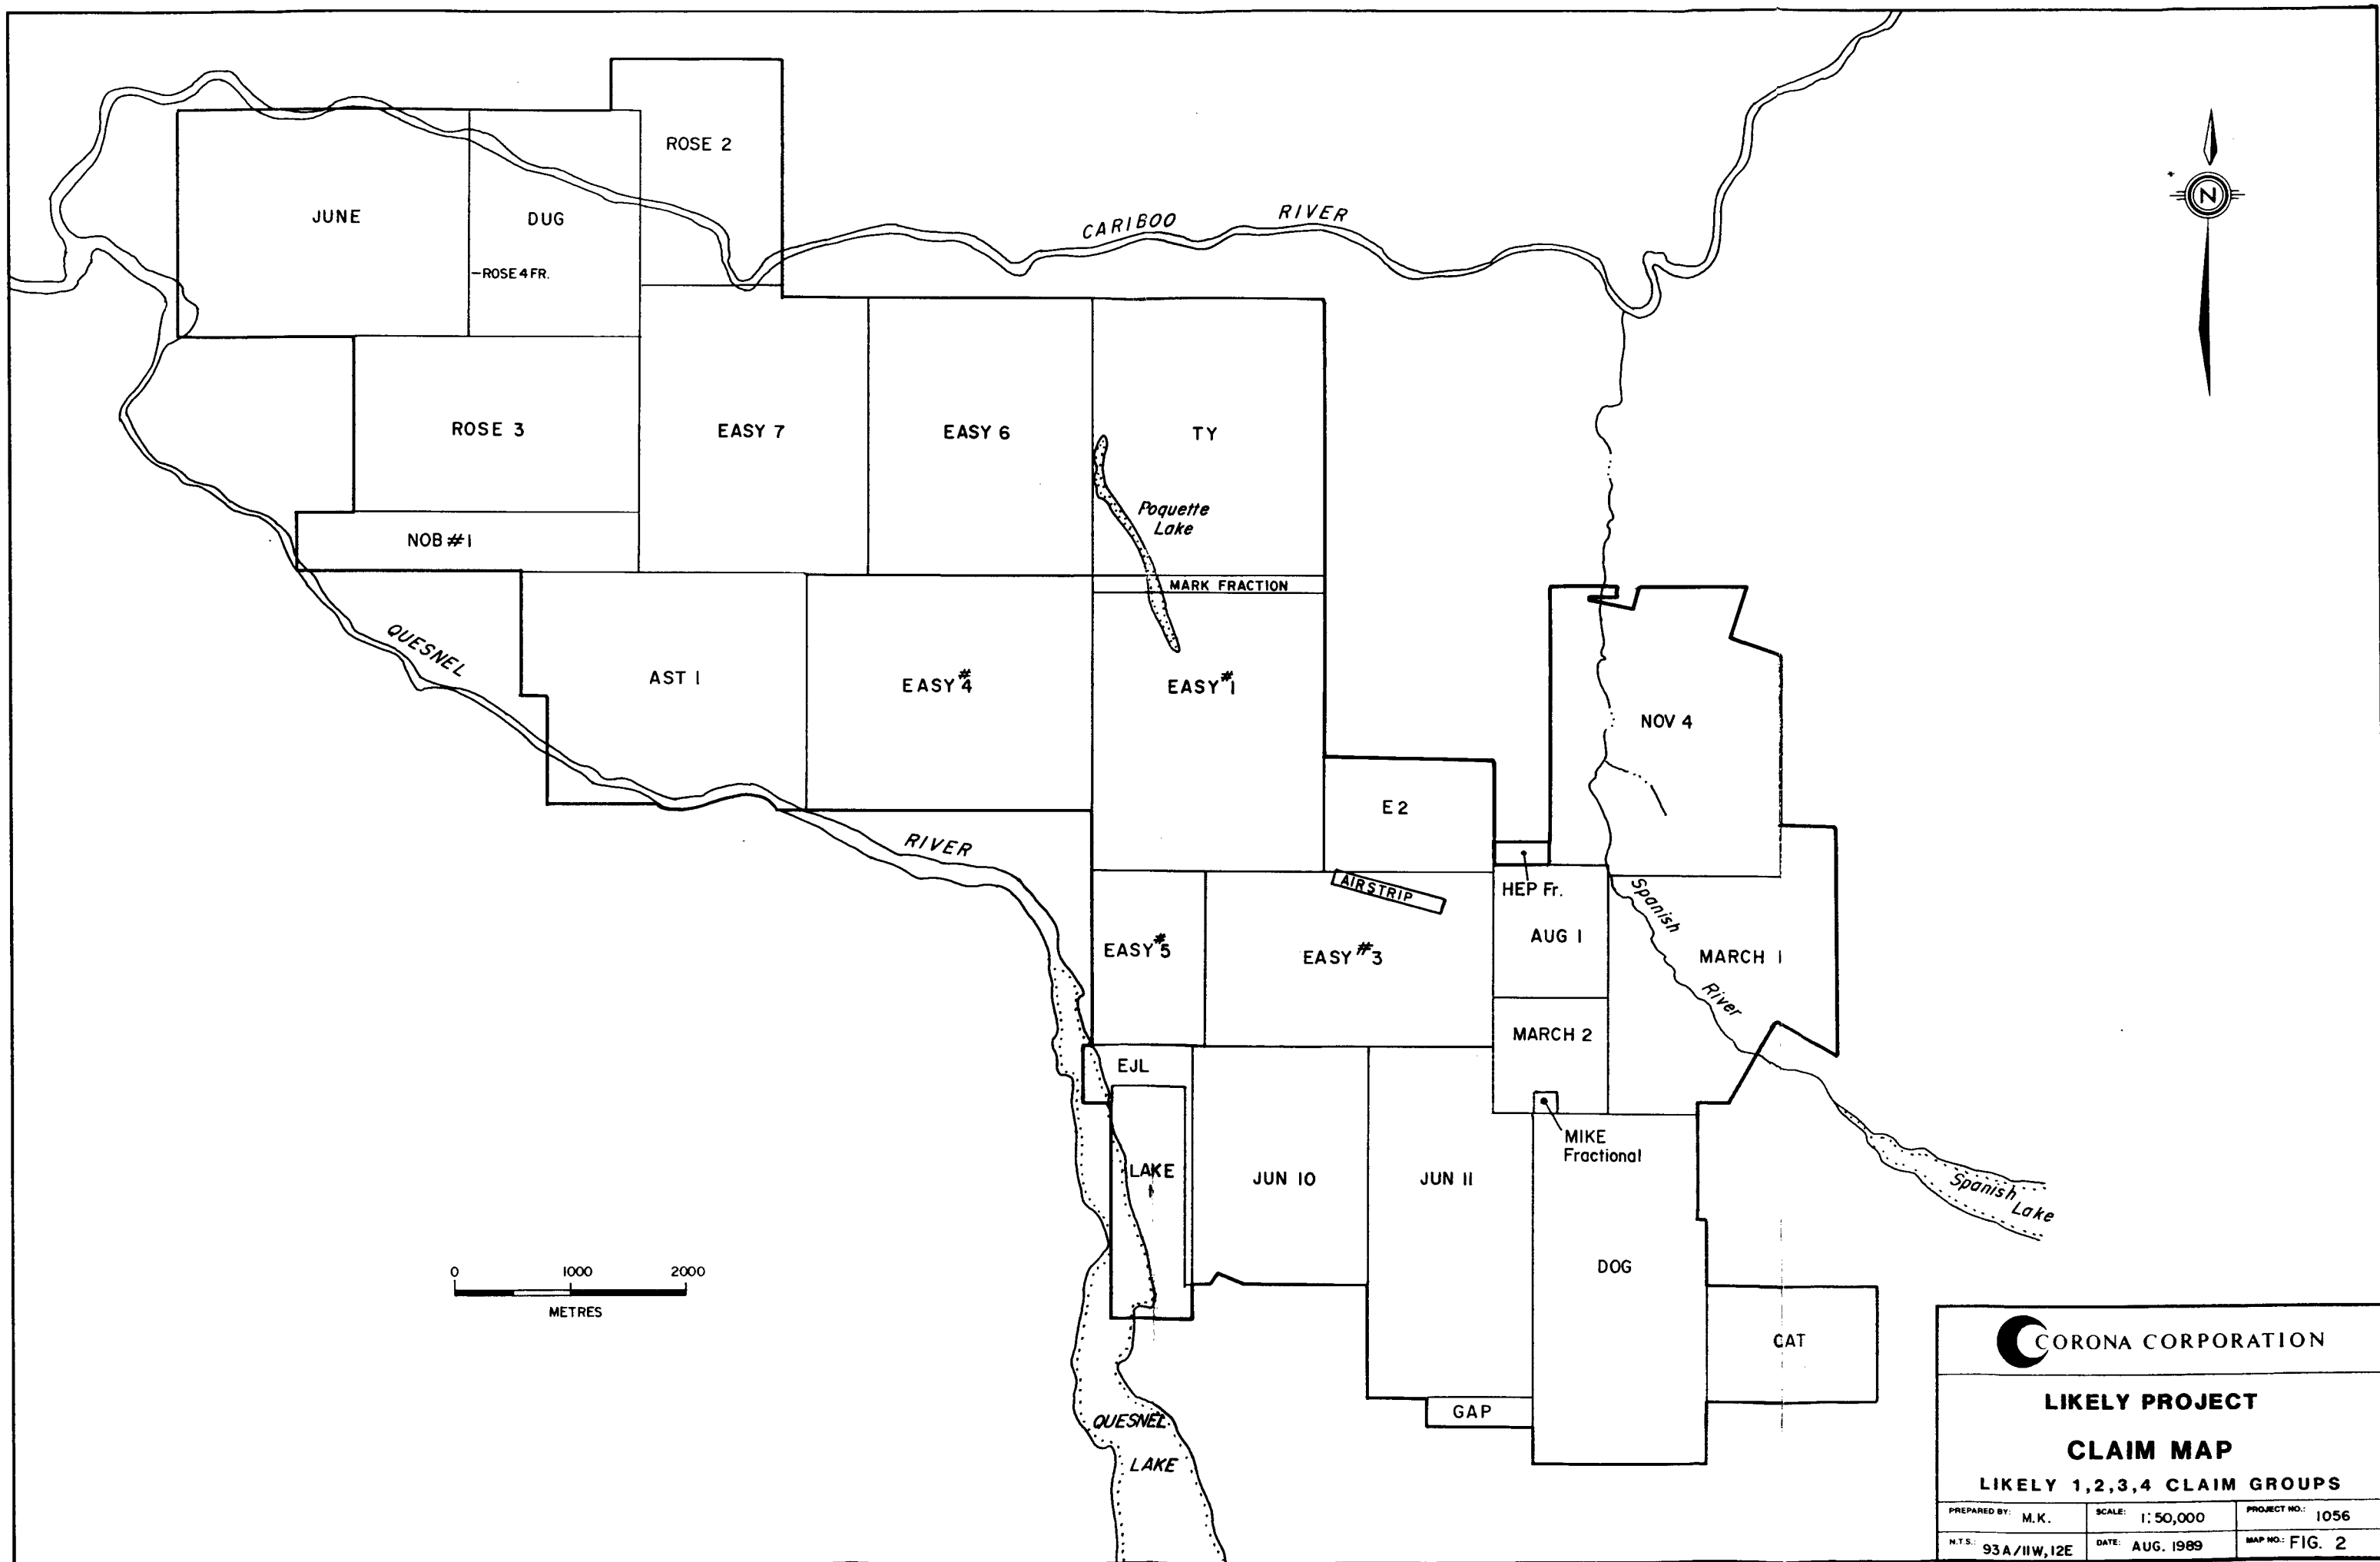 ROSE 2
JUNE
DUG
ROSE 4 FR.
CARIBOO RIVER
N
ROSE 3
EASY 7
EASY 6
TY
Poquette
Lake
NOB #1
MARK FRACTION
QUESNEL
RIVER
AST 1
EASY #4
EASY #1
NOV 4
E 2
AIRSTRIP
HEP Fr.
Spanish
River
EASY #5
EASY #3
AUG 1
MARCH 1
MARCH 2
EJL
MIKE
Fractional
LAKE
JUN 10
JUN 11
Spanish
Lake
DOG
0 1000 2000
METRES
CAT
GAP
QUESNEL
LAKE
CORONA CORPORATION
LIKELY PROJECT
CLAIM MAP
LIKELY 1,2,3,4 CLAIM GROUPS
PREPARED BY: M.K.
SCALE: 1:50,000
PROJECT NO.: 1056
N.T.S.: 93A/11W,12E
DATE: AUG. 1989
MAP NO.: FIG. 2